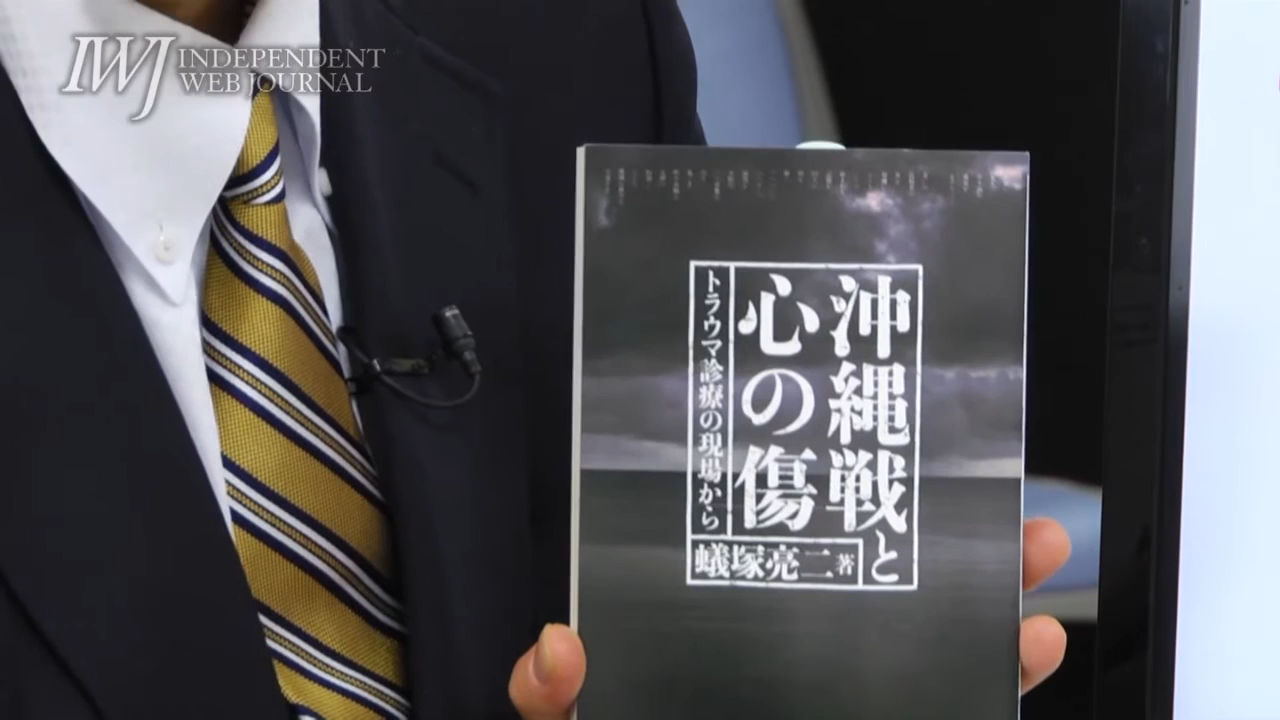 IWJ INDEPENDENT
WEB JOURNAL
沖縄戦と
心の傷
トラウマ診療の現場から
蟻塚亮二 著